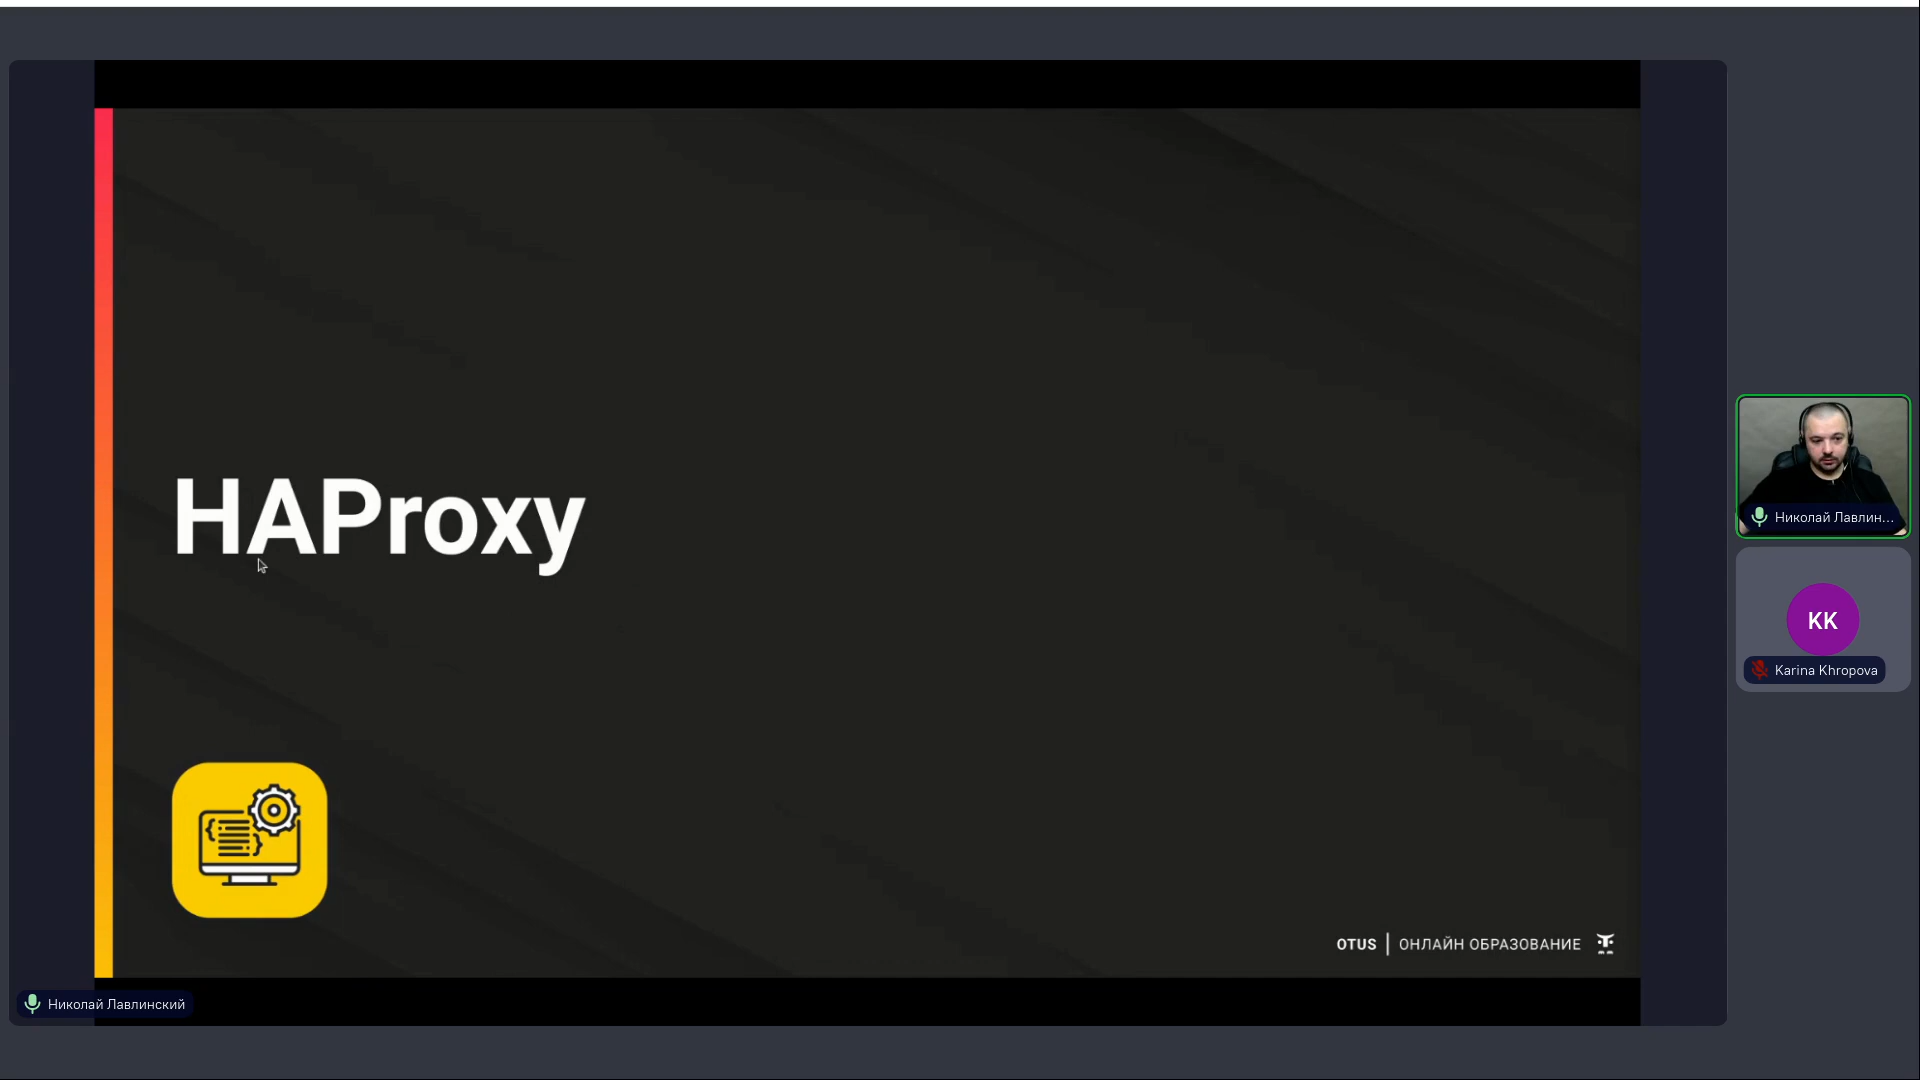 HAProxy
OTUS | ОНЛАЙН ОБРАЗОВАНИЕ
Николай Лавлинский
Николай Лавлин...
KK
Karina Khropova